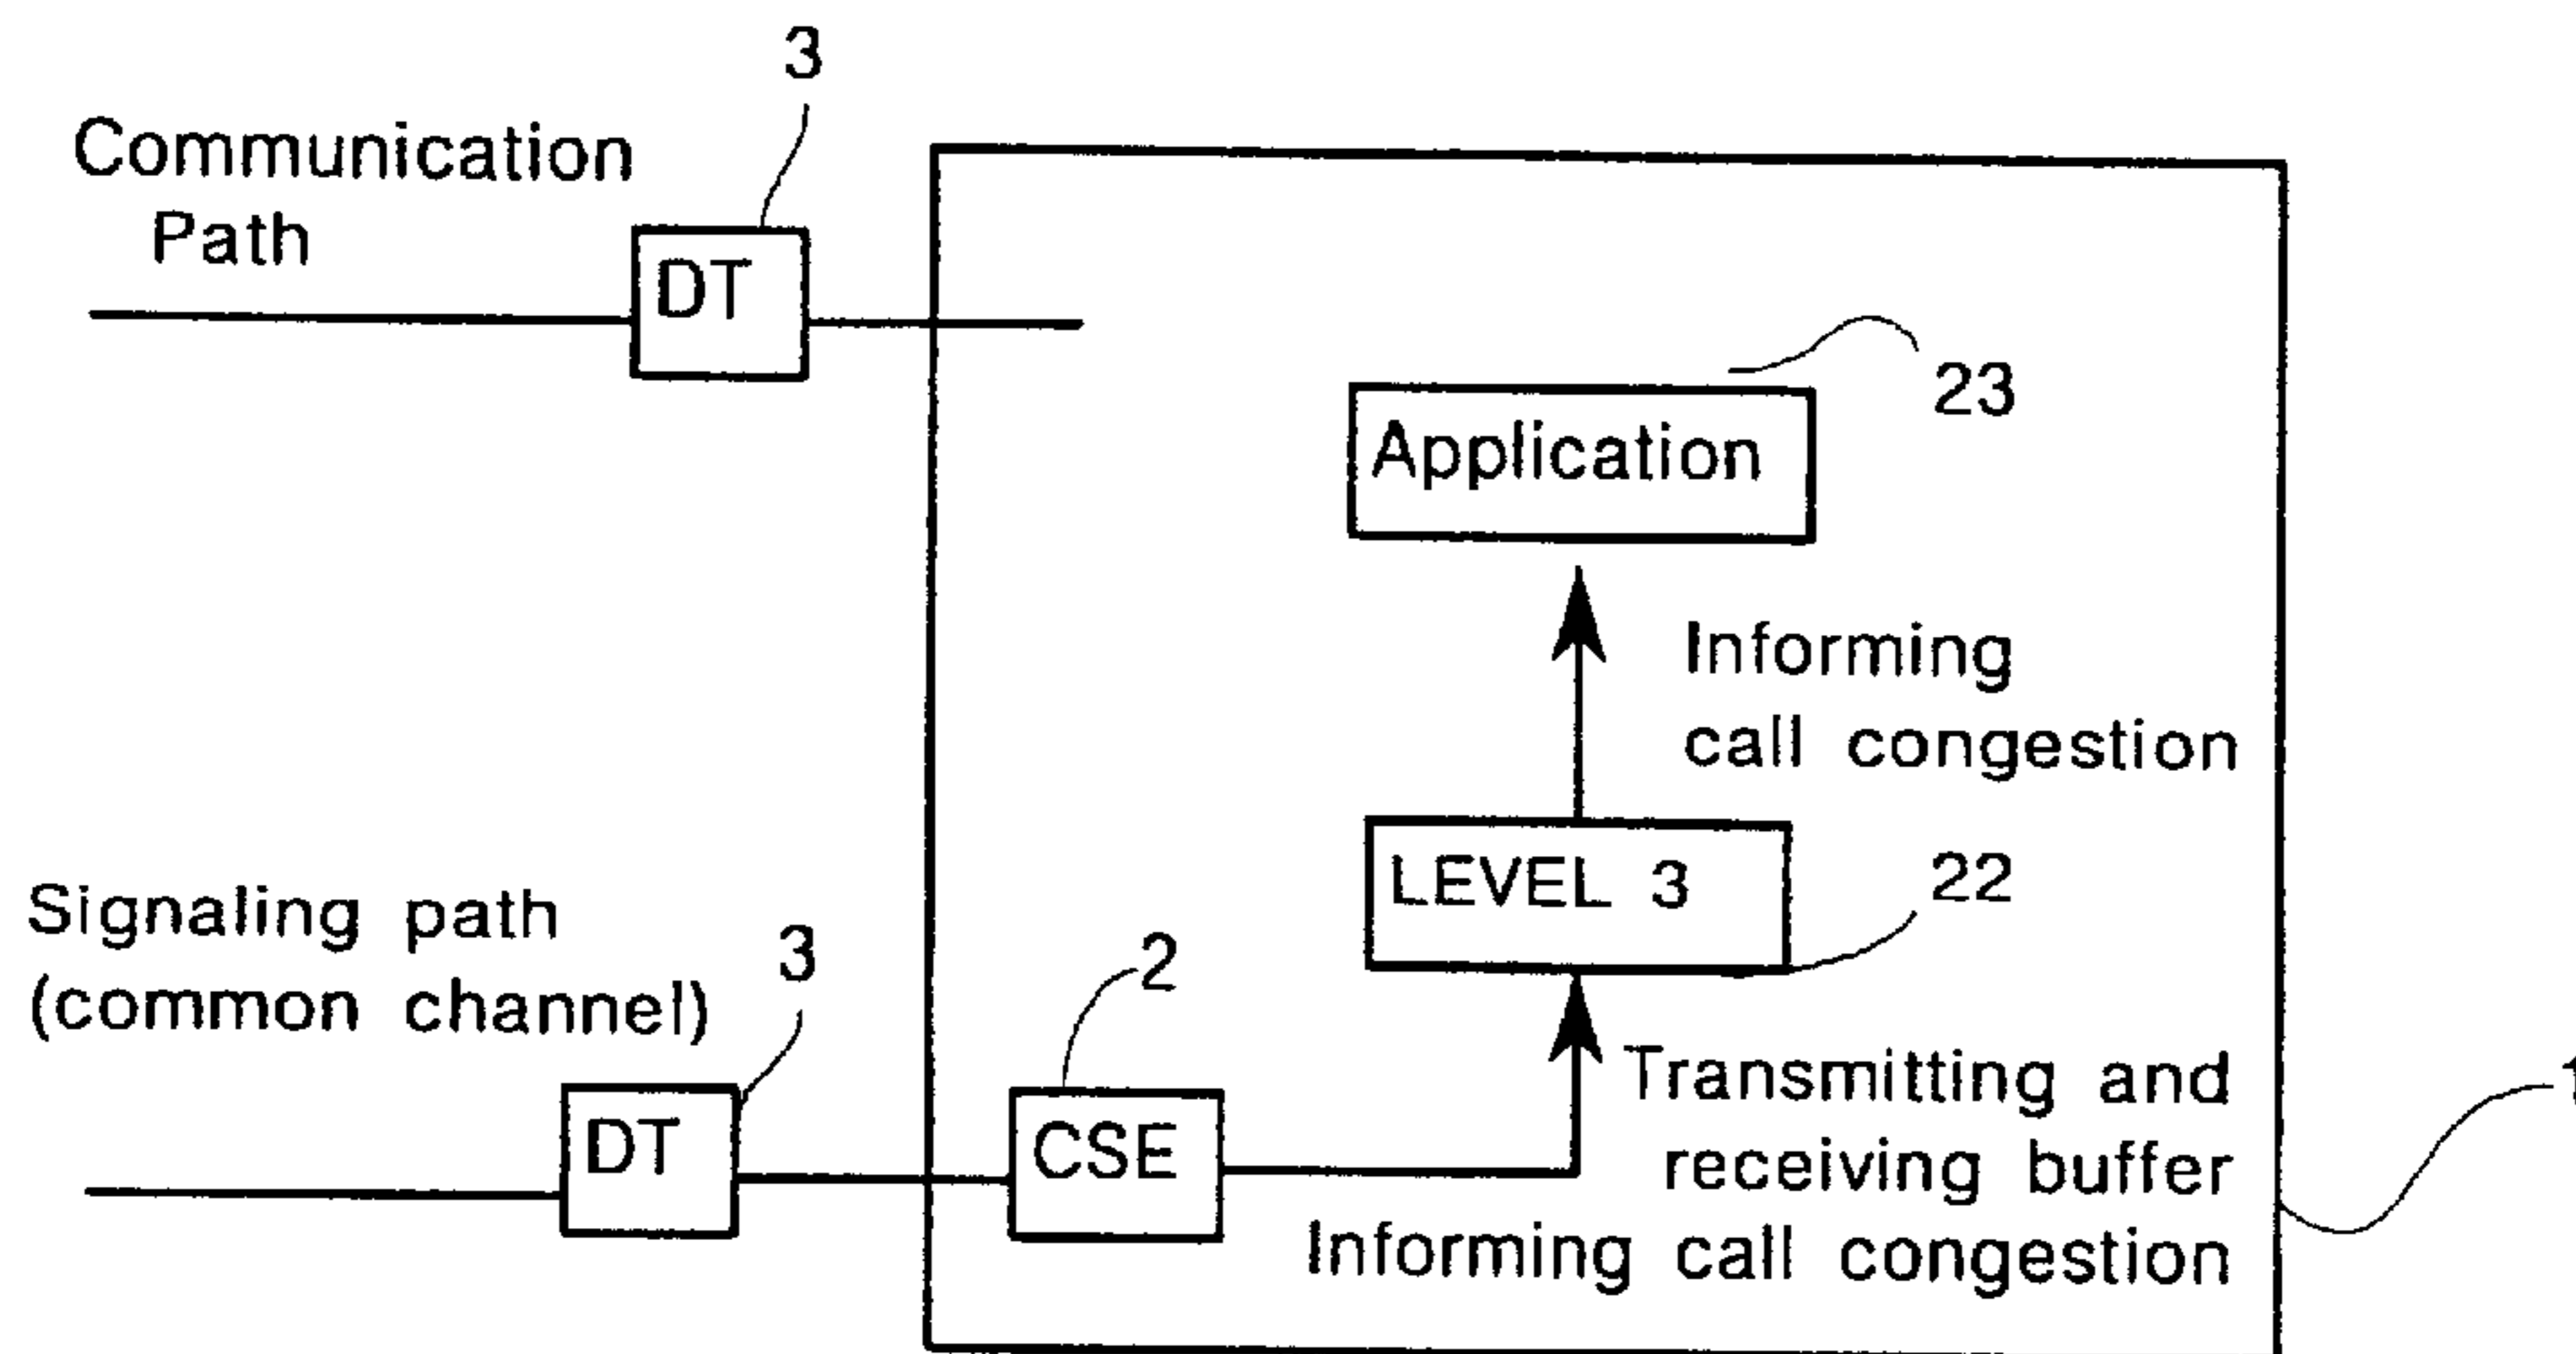 3
Communication
Path
DT
23
Application
Informing
call congestion
LEVEL 3
22
Signaling path
(common channel)
3
2
DT
CSE
Transmitting and
receiving buffer
Informing call congestion
1